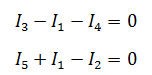 I₃ − I₁ − I₄ = 0
I₅ + I₁ − I₂ = 0